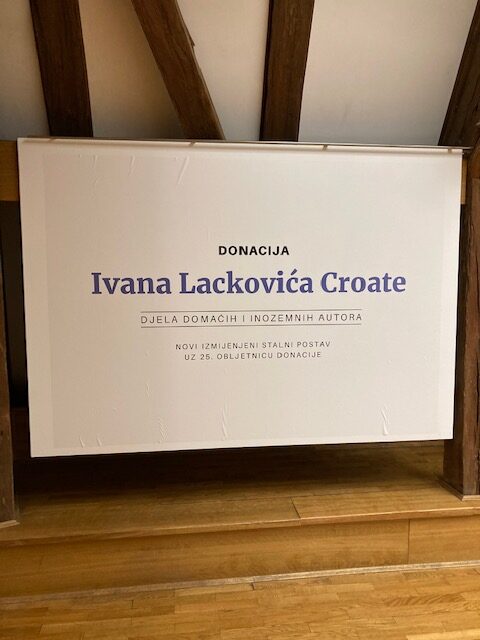 DONACIJA
Ivana Lackovića Croate
DJELA DOMAĆIH I INOZEMNIH AUTORA
NOVI IZMIJENJENI STALNI POSTAV
UZ 25. OBLJETNICU DONACIJE